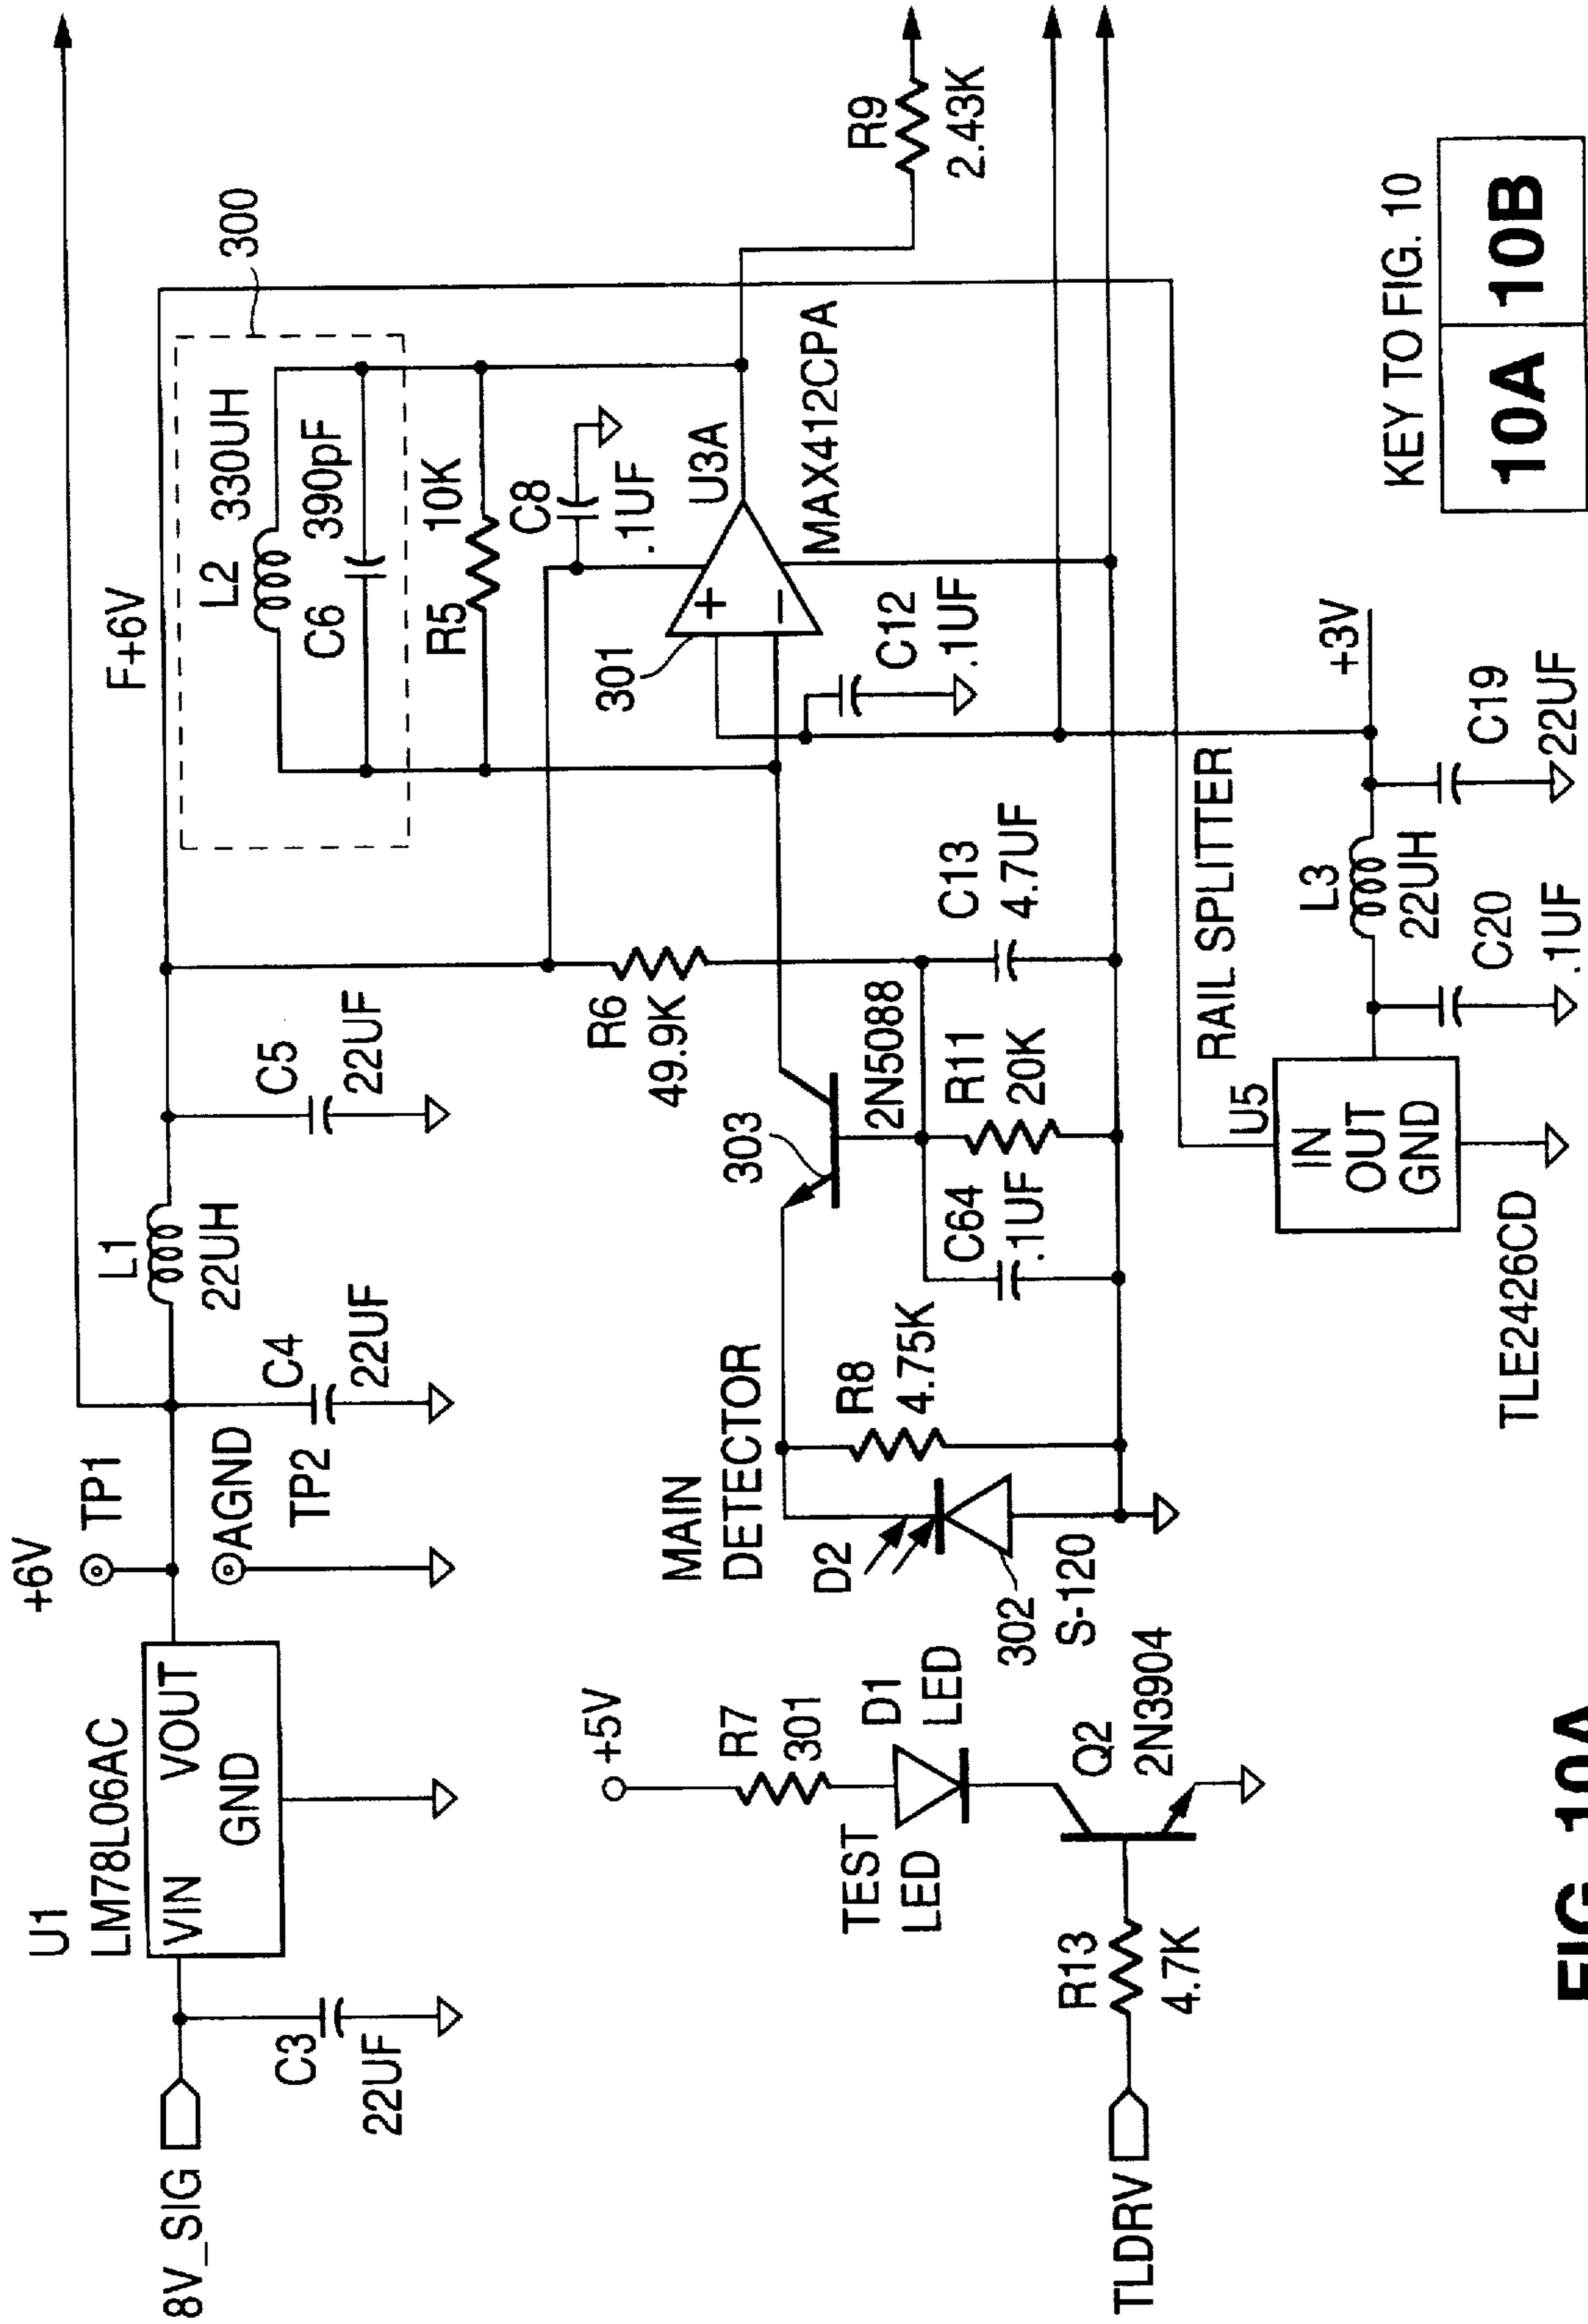 8V_SIG
C3
22UF
U1
LM78L06AC
VIN
VOUT
GND
+6V
TP1
AGND
TP2
C4
22UF
L1
22UH
C5
22UF
F+6V
300
L2
330UH
C6
390pF
R5
10K
C8
.1UF
U3A
MAX412CPA
301
+
−
C12
.1UF
R9
2.43K
R6
49.9K
C13
4.7UF
303
2N5088
R11
20K
C64
.1UF
R8
4.75K
MAIN
DETECTOR
D2
302
S-120
+5V
R7
301
D1
LED
TEST
LED
Q2
2N3904
R13
4.7K
TLDRV
RAIL SPLITTER
U5
IN
OUT
GND
TLE2426CD
L3
22UH
C20
.1UF
C19
22UF
+3V
KEY TO FIG. 10
10A
10B
FIG. 10A